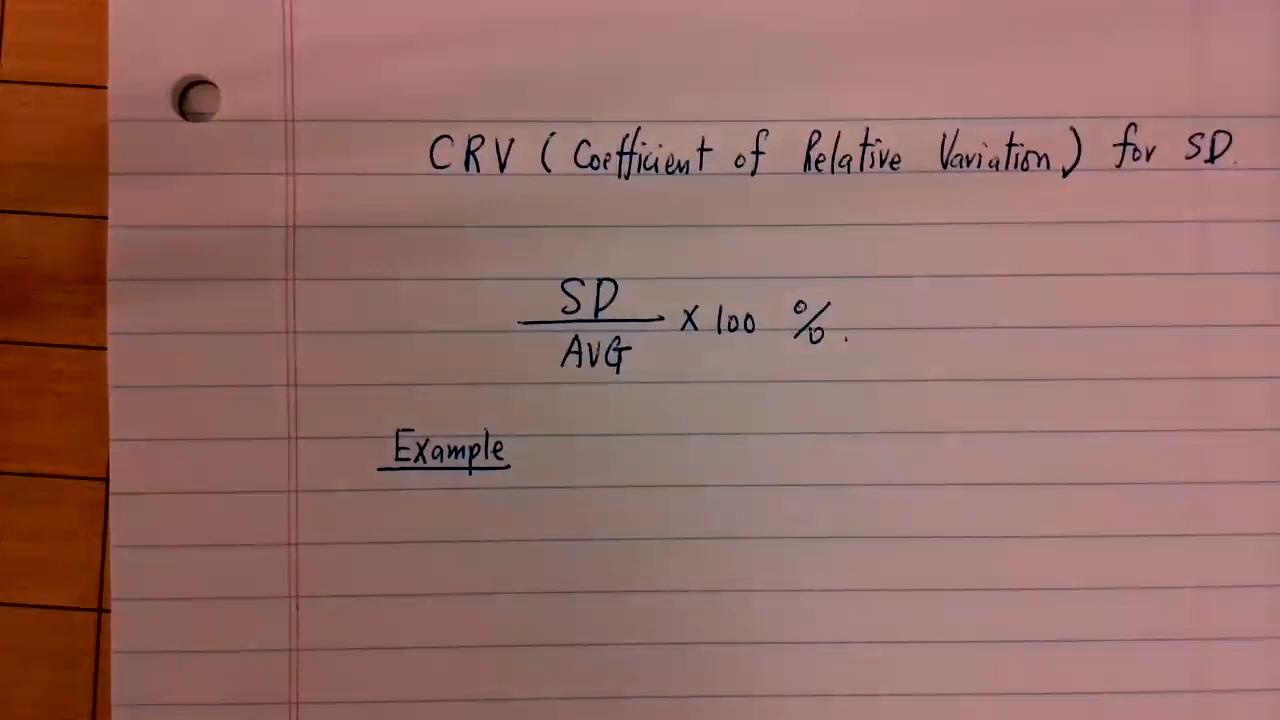 CRV (Coefficient of Relative Variation) for SD.
SD
AVG
x 100 %.
Example